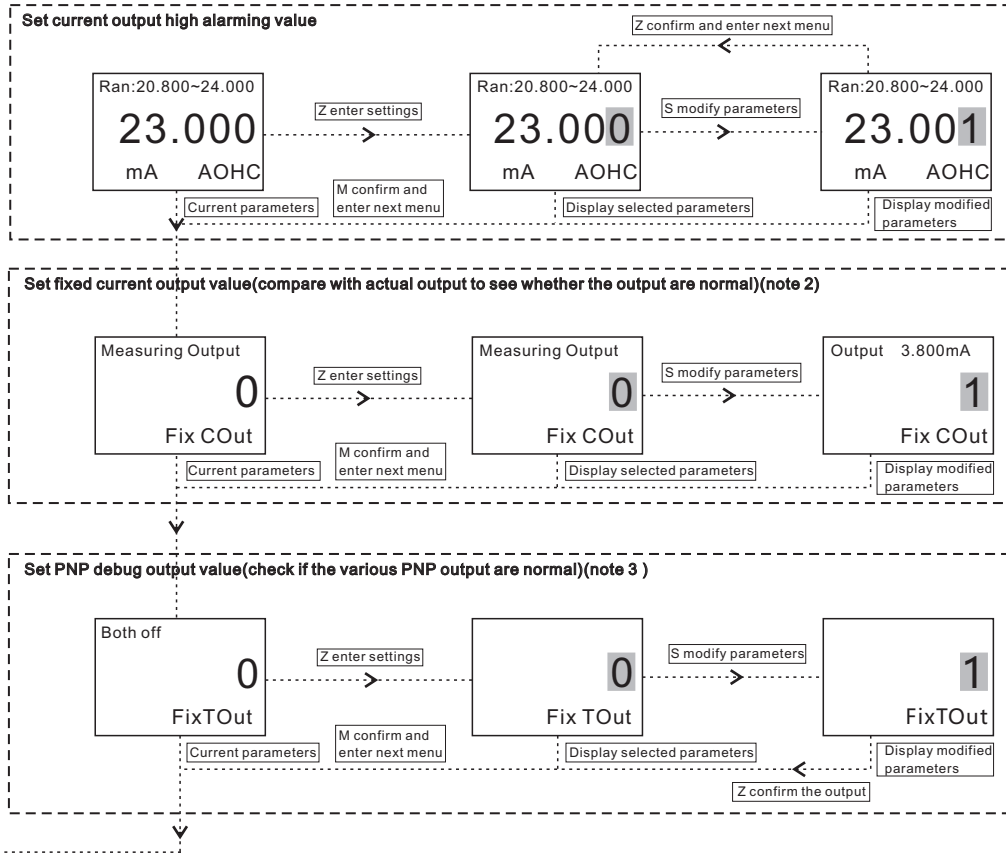 Set current output high alarming value
Z confirm and enter next menu
Ran:20.800~24.000
23.000
mA AOHC
Z enter settings
Ran:20.800~24.000
23.000
mA AOHC
S modify parameters
Ran:20.800~24.000
23.001
mA AOHC
Current parameters
M confirm and
enter next menu
Display selected parameters
Display modified
parameters
Set fixed current output value(compare with actual output to see whether the output are normal)(note 2)
Measuring Output
0
Fix COut
Z enter settings
Measuring Output
0
Fix COut
S modify parameters
Output 3.800mA
1
Fix COut
Current parameters
M confirm and
enter next menu
Display selected parameters
Display modified
parameters
Set PNP debug output value(check if the various PNP output are normal)(note 3 )
Both off
0
FixTOut
Z enter settings
0
Fix TOut
S modify parameters
1
FixTOut
Current parameters
M confirm and
enter next menu
Display selected parameters
Display modified
parameters
Z confirm the output